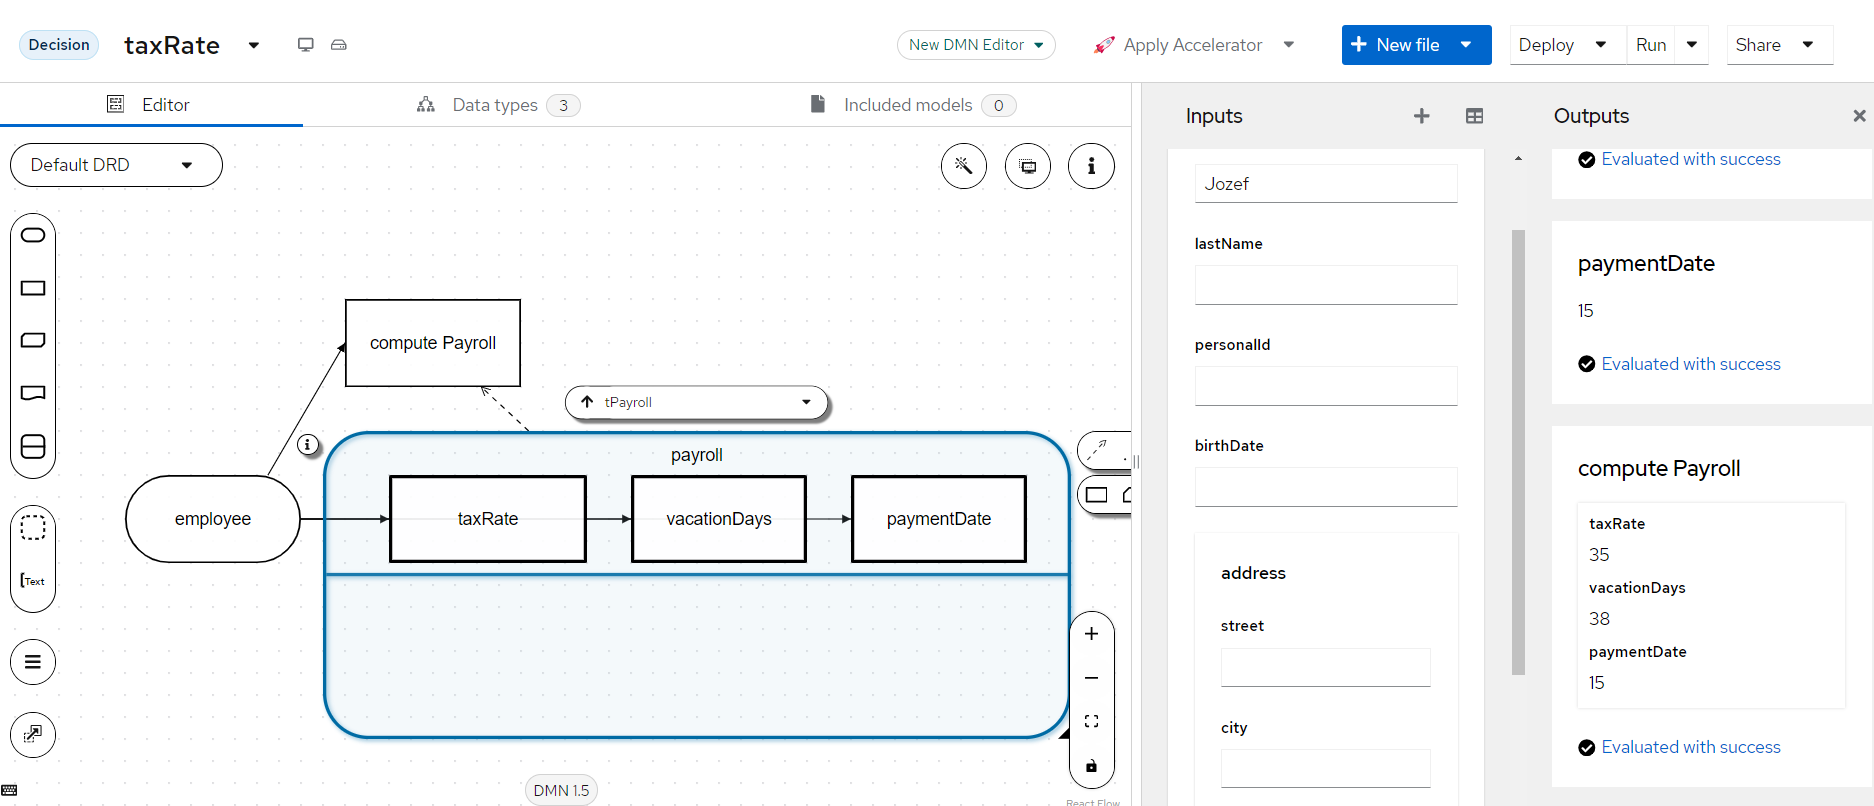 Decision
taxRate
New DMN Editor
Apply Accelerator
New file
Deploy
Run
Share
Editor
Data types 3
Included models 0
Default DRD
Text
compute Payroll
tPayroll
payroll
employee
taxRate
vacationDays
paymentDate
DMN 1.5
React Flow
Inputs
Jozef
lastName
personalId
birthDate
address
street
city
Outputs
Evaluated with success
paymentDate
15
Evaluated with success
compute Payroll
taxRate
35
vacationDays
38
paymentDate
15
Evaluated with success